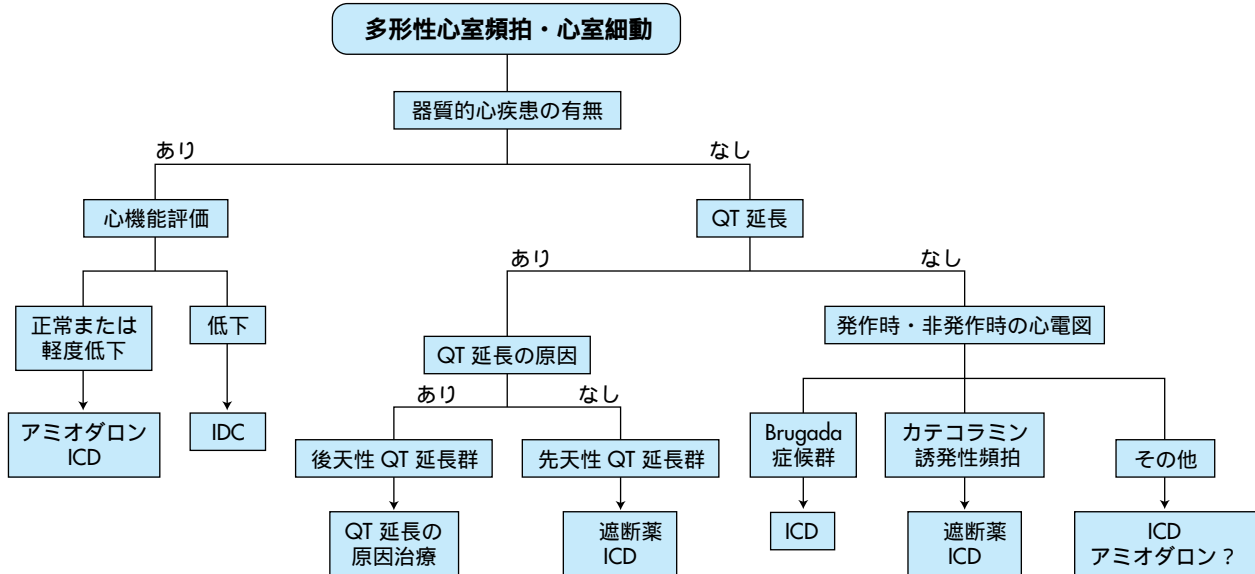 多形性心室頻拍・心室細動
器質的心疾患の有無
あり
なし
心機能評価
QT 延長
あり
なし
正常または
軽度低下
低下
QT 延長の原因
発作時・非発作時の心電図
あり
なし
アミオダロン
ICD
IDC
後天性 QT 延長群
先天性 QT 延長群
Brugada
症候群
カテコラミン
誘発性頻拍
その他
QT 延長の
原因治療
遮断薬
ICD
ICD
遮断薬
ICD
ICD
アミオダロン？